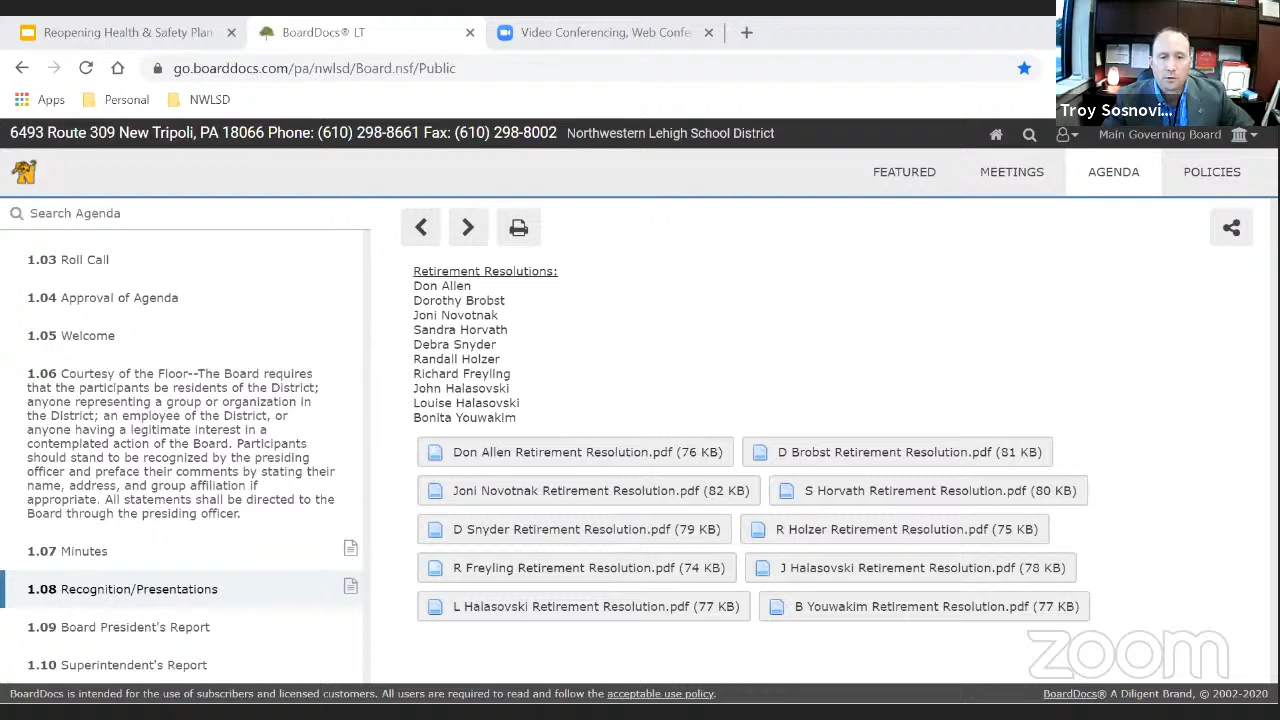 Reopening Health & Safety Plan
BoardDocs® LT
Video Conferencing, Web Confe
go.boarddocs.com/pa/nwlsd/Board.nsf/Public
Apps
Personal
NWLSD
Troy Sosnovi...
6493 Route 309 New Tripoli, PA 18066 Phone: (610) 298-8661 Fax: (610) 298-8002 Northwestern Lehigh School District
Main Governing Board
FEATURED
MEETINGS
AGENDA
POLICIES
Search Agenda
1.03 Roll Call
1.04 Approval of Agenda
1.05 Welcome
1.06 Courtesy of the Floor--The Board requires
that the participants be residents of the District;
anyone representing a group or organization in
the District; an employee of the District, or
anyone having a legitimate interest in a
contemplated action of the Board. Participants
should stand to be recognized by the presiding
officer and preface their comments by stating their
name, address, and group affiliation if
appropriate. All statements shall be directed to the
Board through the presiding officer.
1.07 Minutes
1.08 Recognition/Presentations
1.09 Board President's Report
1.10 Superintendent's Report
Retirement Resolutions:
Don Allen
Dorothy Brobst
Joni Novotnak
Sandra Horvath
Debra Snyder
Randall Holzer
Richard Freyling
John Halasovski
Louise Halasovski
Bonita Youwakim
Don Allen Retirement Resolution.pdf (76 KB)
D Brobst Retirement Resolution.pdf (81 KB)
Joni Novotnak Retirement Resolution.pdf (82 KB)
S Horvath Retirement Resolution.pdf (80 KB)
D Snyder Retirement Resolution.pdf (79 KB)
R Holzer Retirement Resolution.pdf (75 KB)
R Freyling Retirement Resolution.pdf (74 KB)
J Halasovski Retirement Resolution.pdf (78 KB)
L Halasovski Retirement Resolution.pdf (77 KB)
B Youwakim Retirement Resolution.pdf (77 KB)
zoom
BoardDocs is intended for the use of subscribers and licensed customers. All users are required to read and follow the acceptable use policy.
BoardDocs® A Diligent Brand, © 2002-2020